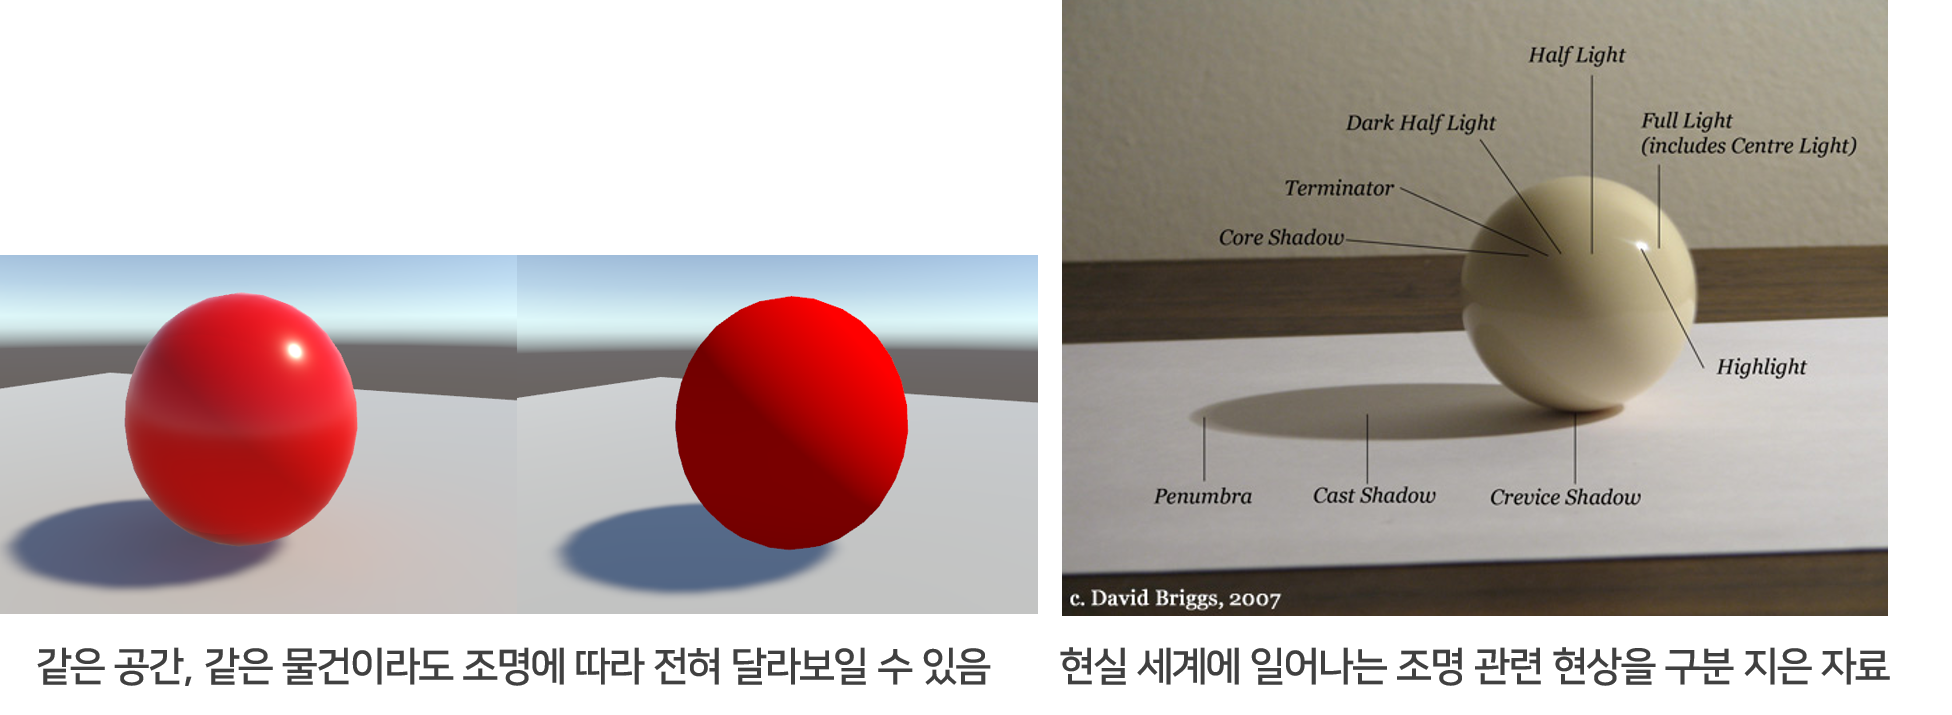 Half Light
Dark Half Light
Full Light
(includes Centre Light)
Terminator
Core Shadow
Highlight
Penumbra
Cast Shadow
Crevice Shadow
c. David Briggs, 2007
같은 공간, 같은 물건이라도 조명에 따라 전혀 달라보일 수 있음
현실 세계에 일어나는 조명 관련 현상을 구분 지은 자료